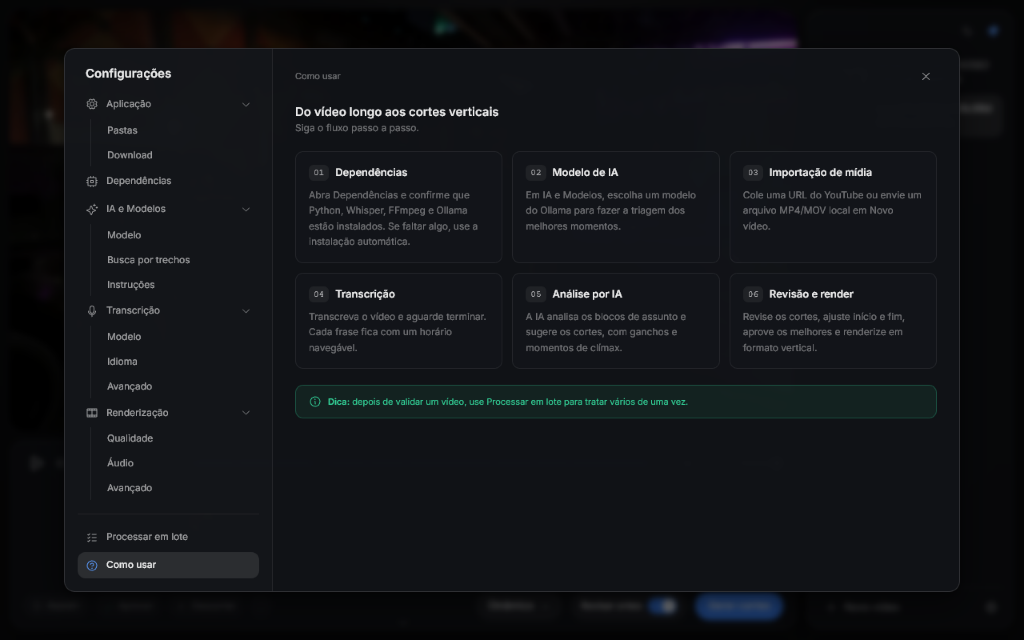 Configurações
Aplicação
Pastas
Download
Dependências
IA e Modelos
Modelo
Busca por trechos
Instruções
Transcrição
Modelo
Idioma
Avançado
Renderização
Qualidade
Áudio
Avançado
Processar em lote
Como usar
Como usar
Do vídeo longo aos cortes verticais
Siga o fluxo passo a passo.
01 Dependências
Abra Dependências e confirme que
Python, Whisper, FFmpeg e Ollama
estão instalados. Se faltar algo, use a
instalação automática.
02 Modelo de IA
Em IA e Modelos, escolha um modelo
do Ollama para fazer a triagem dos
melhores momentos.
03 Importação de mídia
Cole uma URL do YouTube ou envie um
arquivo MP4/MOV local em Novo
vídeo.
04 Transcrição
Transcreva o vídeo e aguarde terminar.
Cada frase fica com um horário
navegável.
05 Análise por IA
A IA analisa os blocos de assunto e
sugere os cortes, com ganchos e
momentos de clímax.
06 Revisão e render
Revise os cortes, ajuste início e fim,
aprove os melhores e renderize em
formato vertical.
Dica: depois de validar um vídeo, use Processar em lote para tratar vários de uma vez.